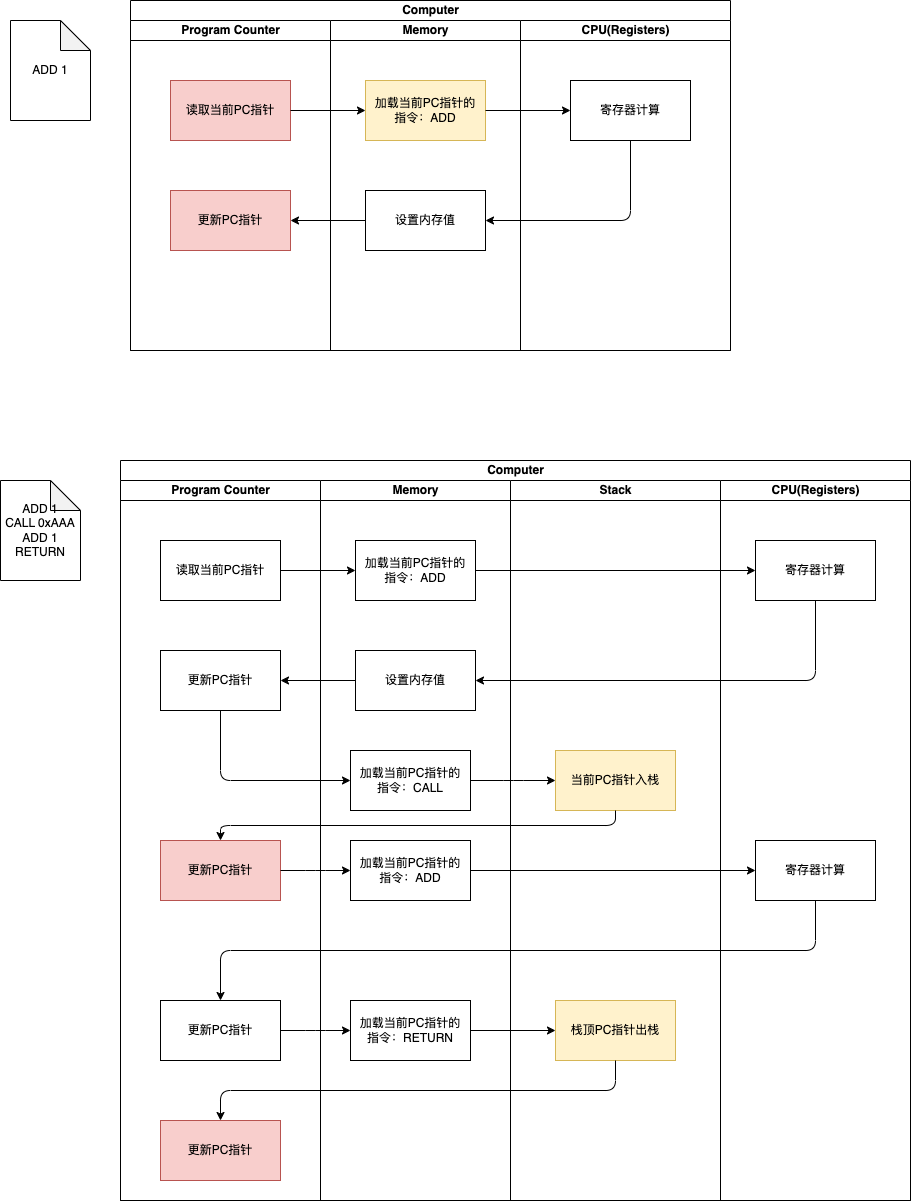 ADD 1
Computer
Program Counter
Memory
CPU(Registers)
读取当前PC指针
加载当前PC指针的
指令：ADD
寄存器计算
更新PC指针
设置内存值
ADD 1
CALL 0xAAA
ADD 1
RETURN
Computer
Program Counter
Memory
Stack
CPU(Registers)
读取当前PC指针
加载当前PC指针的
指令：ADD
寄存器计算
更新PC指针
设置内存值
加载当前PC指针的
指令：CALL
当前PC指针入栈
更新PC指针
加载当前PC指针的
指令：ADD
寄存器计算
更新PC指针
加载当前PC指针的
指令：RETURN
栈顶PC指针出栈
更新PC指针